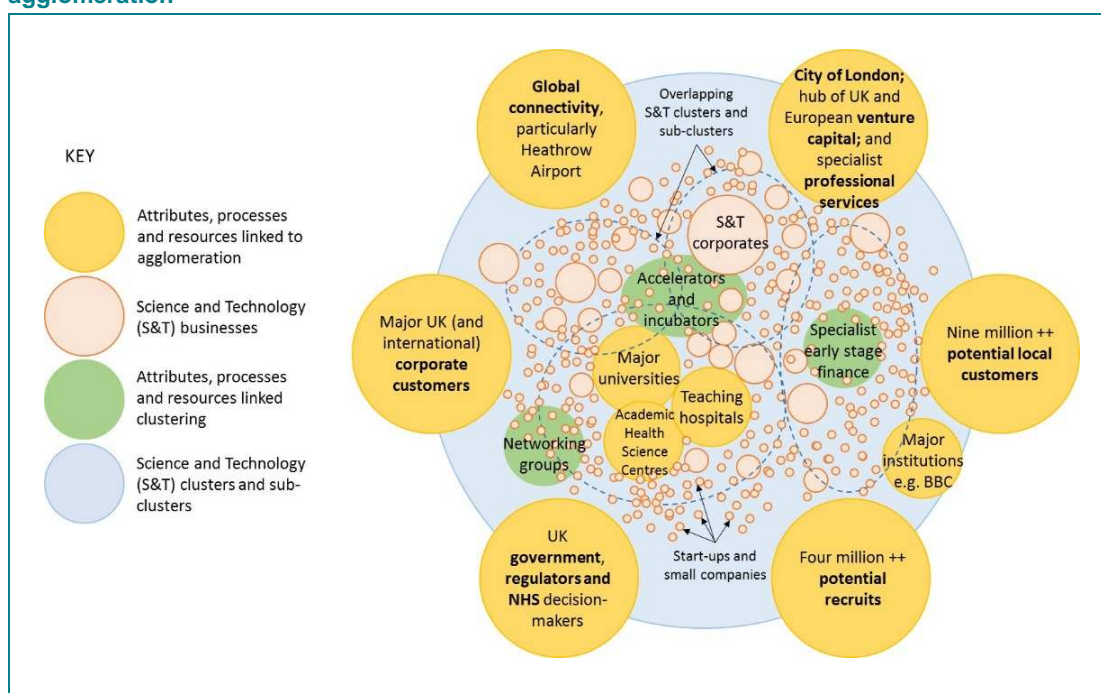 agglomeration
KEY
Attributes, processes
and resources linked to
agglomeration
Science and Technology
(S&T) businesses
Attributes, processes
and resources linked
clustering
Science and Technology
(S&T) clusters and sub-
clusters
Global
connectivity,
particularly
Heathrow
Airport
Overlapping
S&T clusters and
sub-clusters
City of London;
hub of UK and
European venture
capital; and
specialist
professional
services
S&T
corporates
Accelerators
and
incubators
Major UK (and
international)
corporate
customers
Major
universities
Specialist
early stage
finance
Nine million ++
potential local
customers
Teaching
hospitals
Academic
Health
Science
Centres
Networking
groups
Major
institutions
e.g. BBC
UK
government,
regulators and
NHS decision-
makers
Start-ups and
small companies
Four million ++
potential
recruits